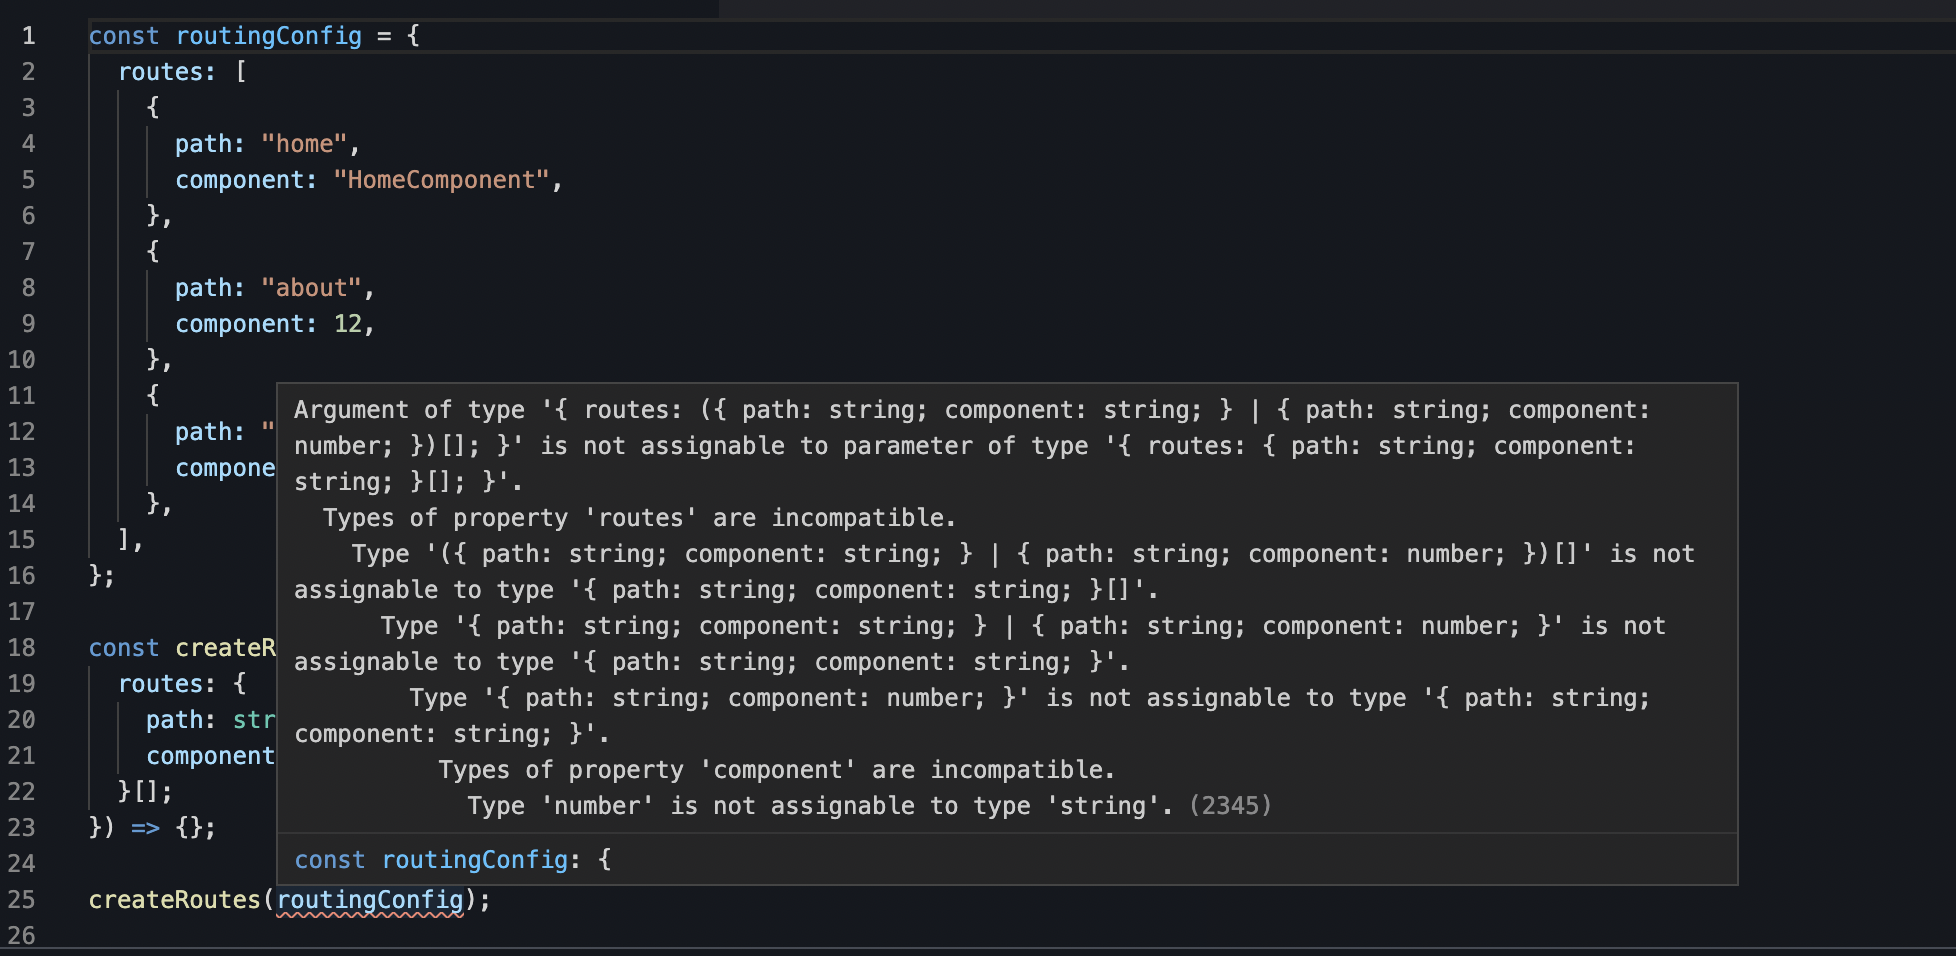 1 const routingConfig = {
2 routes: [
3 {
4 path: "home",
5 component: "HomeComponent",
6 },
7 {
8 path: "about",
9 component: 12,
10 },
11 {
12 path: "
13 compone
14 },
15 ],
16 };
17
18 const createR
19 routes: {
20 path: str
21 component
22 }[];
23 }) => {};
24
25 createRoutes(routingConfig);
26
Argument of type '{ routes: ({ path: string; component: string; } | { path: string; component:
number; })[]; }' is not assignable to parameter of type '{ routes: { path: string; component:
string; }[]; }'.
Types of property 'routes' are incompatible.
Type '({ path: string; component: string; } | { path: string; component: number; })[]' is not
assignable to type '{ path: string; component: string; }[]'.
Type '{ path: string; component: string; } | { path: string; component: number; }' is not
assignable to type '{ path: string; component: string; }'.
Type '{ path: string; component: number; }' is not assignable to type '{ path: string;
component: string; }'.
Types of property 'component' are incompatible.
Type 'number' is not assignable to type 'string'. (2345)
const routingConfig: {